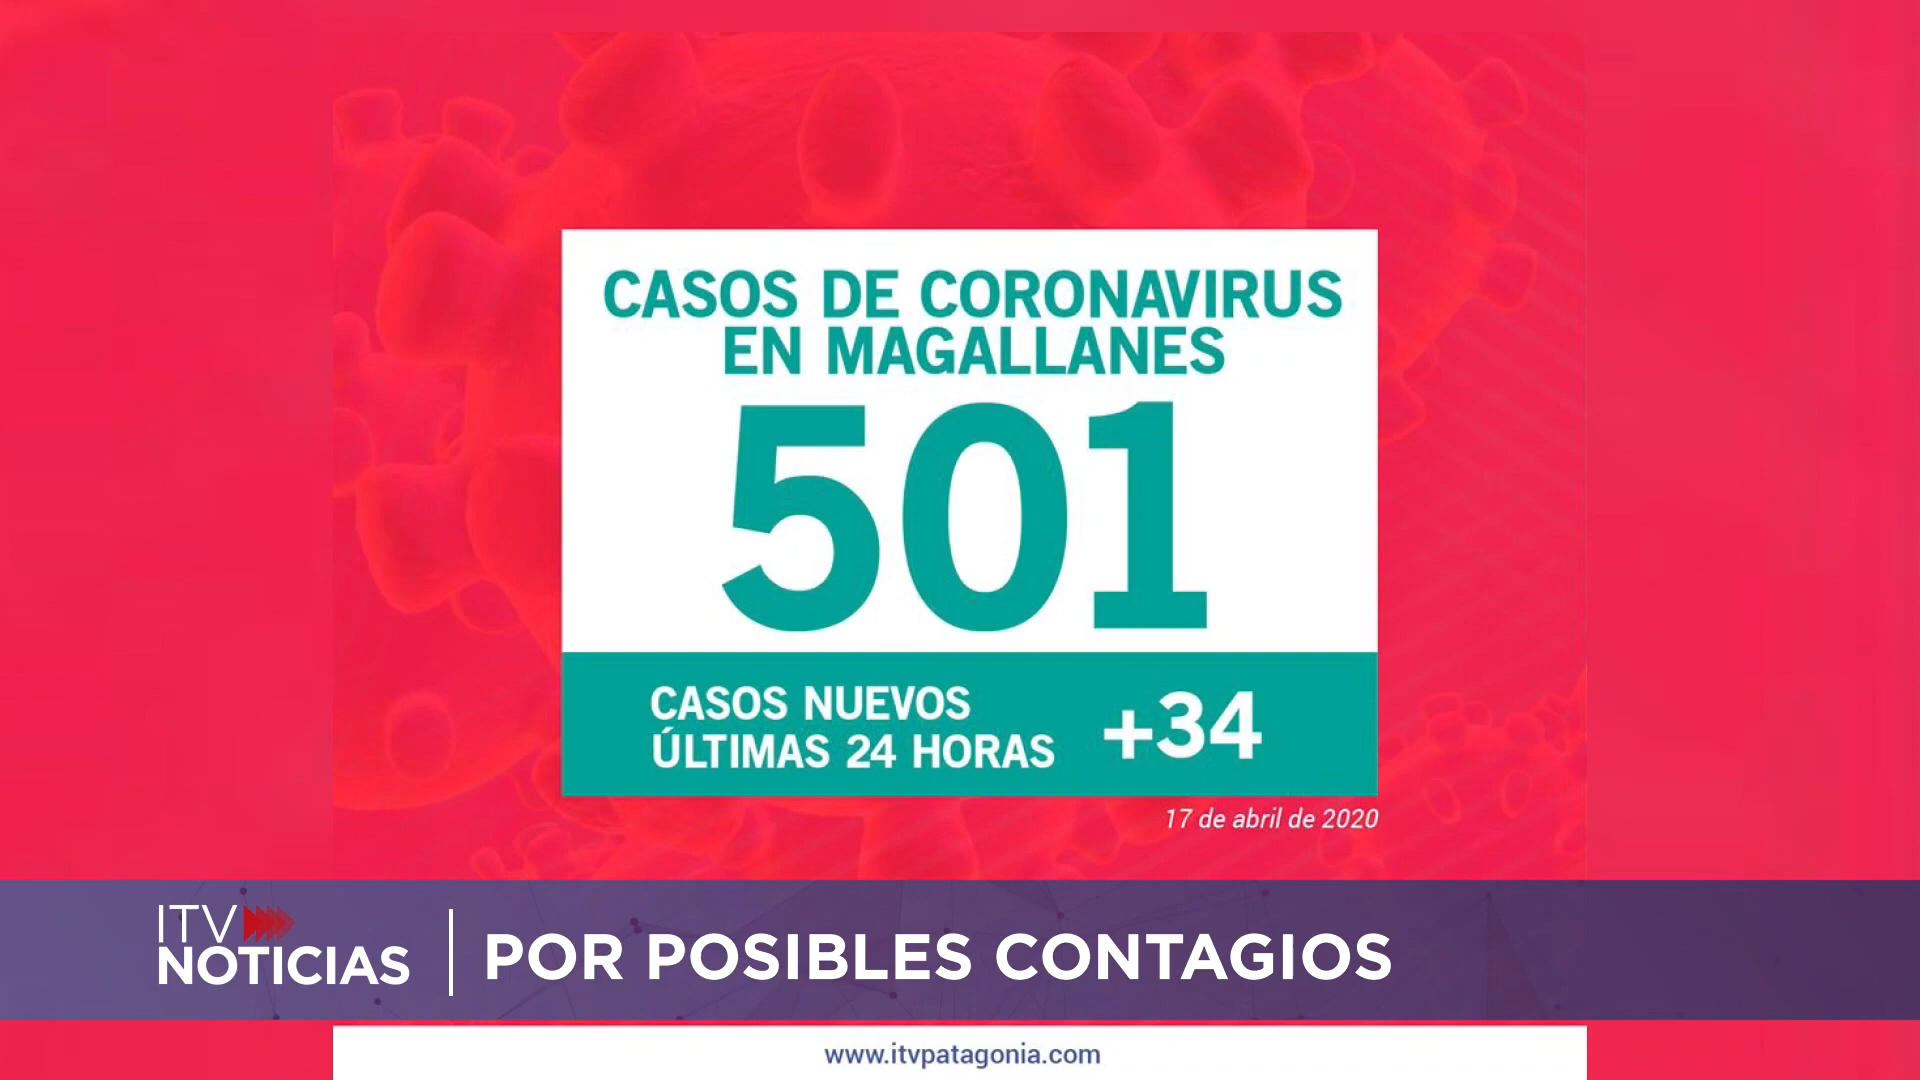 CASOS DE CORONAVIRUS
EN MAGALLANES
501
CASOS NUEVOS
ÚLTIMAS 24 HORAS
+34
17 de abril de 2020
ITV
NOTICIAS
POR POSIBLES CONTAGIOS
www.itvpatagonia.com